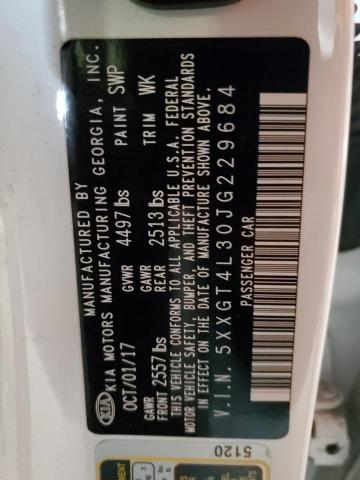 MANUFACTURED BY
KIA KIA MOTORS MANUFACTURING GEORGIA, INC.
OCT/01/17 GVWR 4497 lbs PAINT SWP
GAWR FRONT 2557 lbs GAWR REAR 2513 lbs TRIM WK
THIS VEHICLE CONFORMS TO ALL APPLICABLE U.S.A. FEDERAL
MOTOR VEHICLE SAFETY, BUMPER, AND THEFT PREVENTION STANDARDS
IN EFFECT ON THE DATE OF MANUFACTURE SHOWN ABOVE.
V.I.N. 5XXGT4L30JG229684
PASSENGER CAR
5120